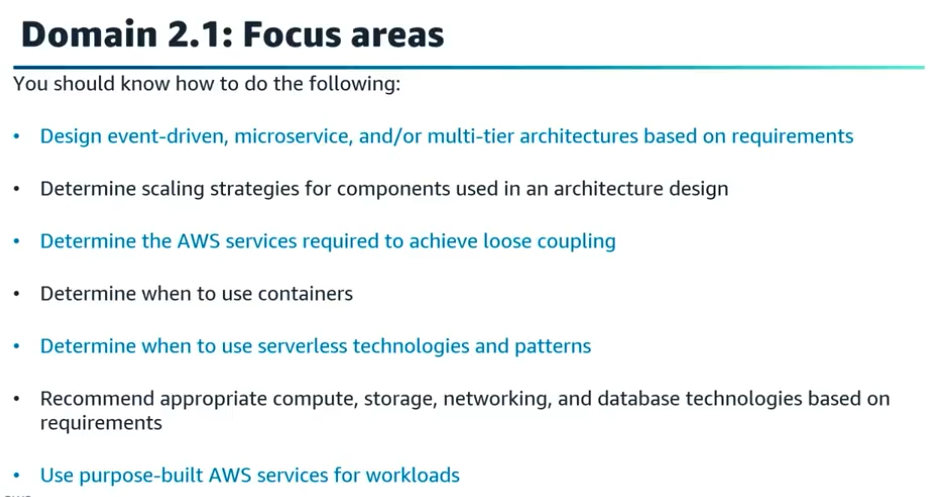 Domain 2.1: Focus areas
You should know how to do the following:
• Design event-driven, microservice, and/or multi-tier architectures based on requirements
• Determine scaling strategies for components used in an architecture design
• Determine the AWS services required to achieve loose coupling
• Determine when to use containers
• Determine when to use serverless technologies and patterns
• Recommend appropriate compute, storage, networking, and database technologies based on
requirements
• Use purpose-built AWS services for workloads